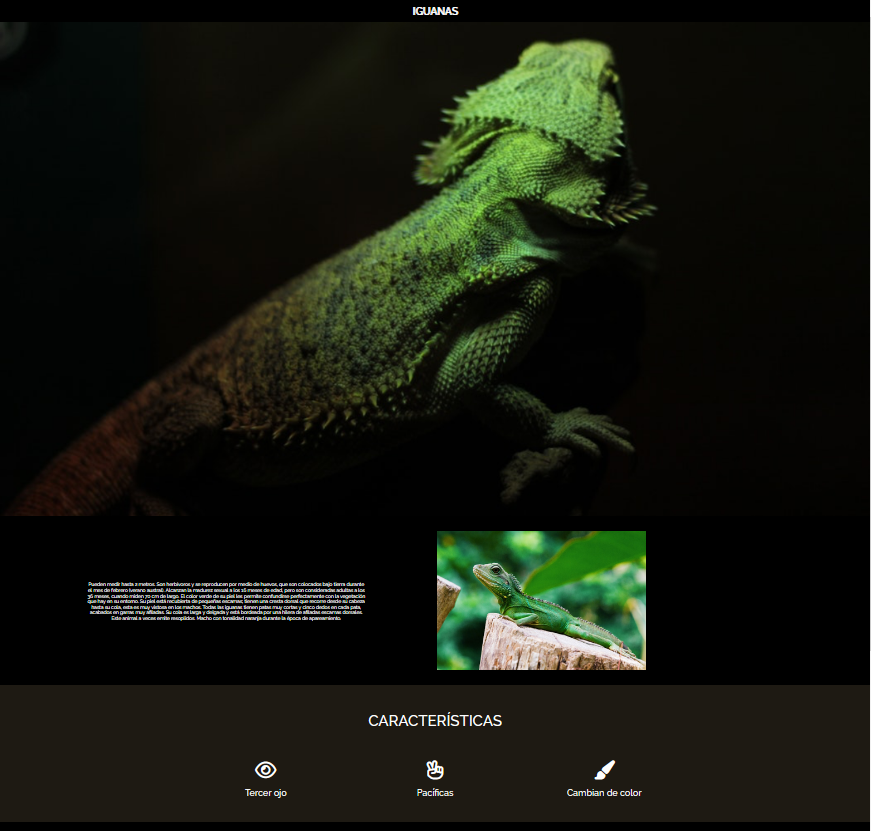 IGUANAS
Pueden medir hasta 2 metros. Son herbívoros y se reproducen por medio de huevos, que son colocados bajo tierra durante
el mes de febrero (verano austral). Alcanzan la madurez sexual a los 16 meses de edad, pero son consideradas adultas a los
36 meses, cuando miden 70 cm de largo. El color verde de su piel les permite confundirse perfectamente con la vegetación
que hay en su entorno. Su piel está recubierta de pequeñas escamas; tienen una cresta dorsal que recorre desde su cabeza
hasta su cola, esta es muy vistosa en los machos. Todas las iguanas tienen patas muy cortas y cinco dedos en cada pata,
acabados en garras muy afiladas. Su cola es larga y delgada y está bordeada por una hilera de afiladas escamas dorsales.
Este animal a veces emite resoplidos. Macho con tonalidad naranja durante la época de apareamiento.
CARACTERÍSTICAS
Tercer ojo
Pacíficas
Cambian de color